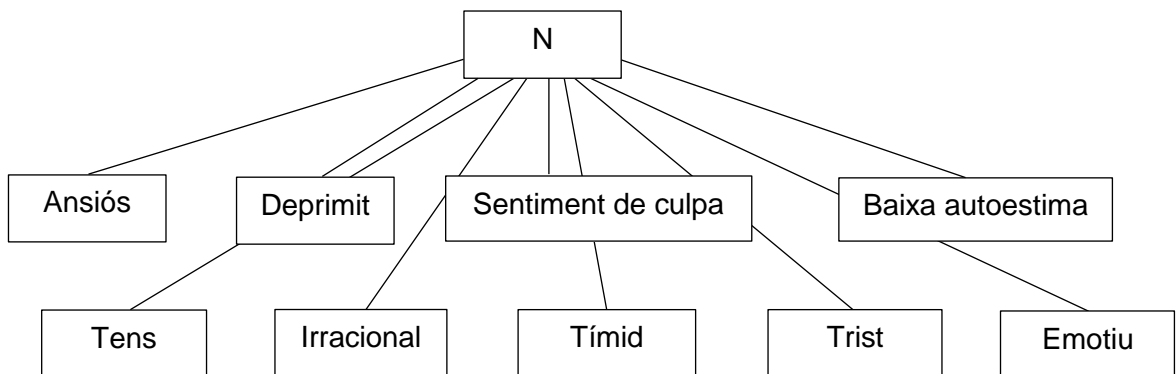 N
Ansiós
Deprimit
Sentiment de culpa
Baixa autoestima
Tens
Irracional
Tímid
Trist
Emotiu